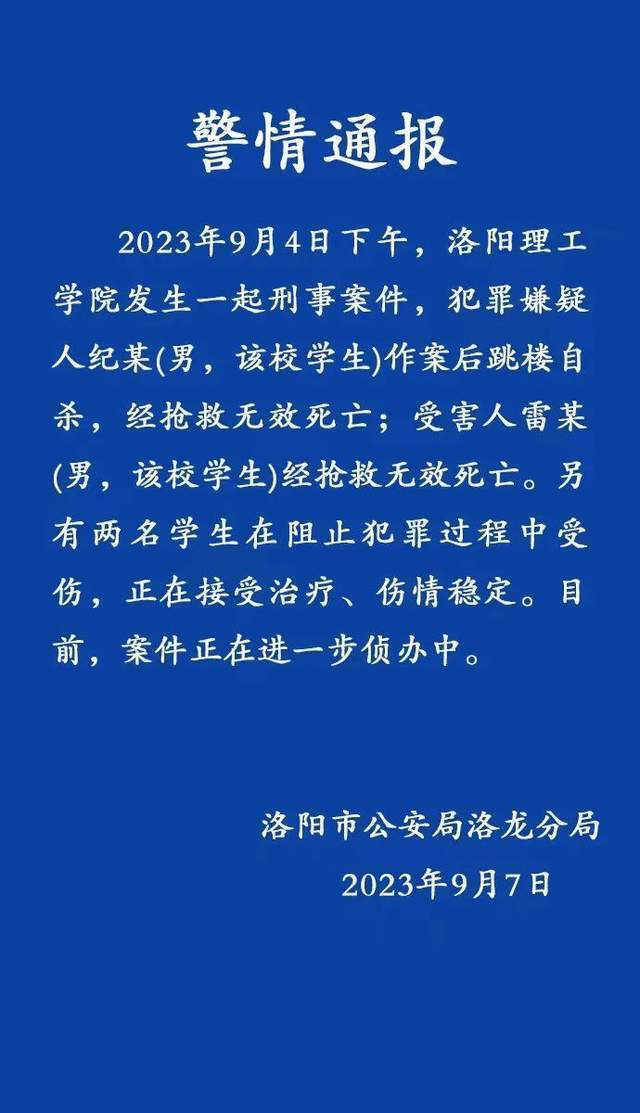 警情通报
2023年9月4日下午，洛阳理工
学院发生一起刑事案件，犯罪嫌疑
人纪某(男，该校学生)作案后跳楼自
杀，经抢救无效死亡；受害人雷某
(男，该校学生)经抢救无效死亡。另
有两名学生在阻止犯罪过程中受
伤，正在接受治疗、伤情稳定。目
前，案件正在进一步侦办中。
洛阳市公安局洛龙分局
2023年9月7日